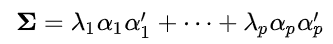 Σ = λ₁α₁α′₁ + ⋯ + λₚαₚα′ₚ